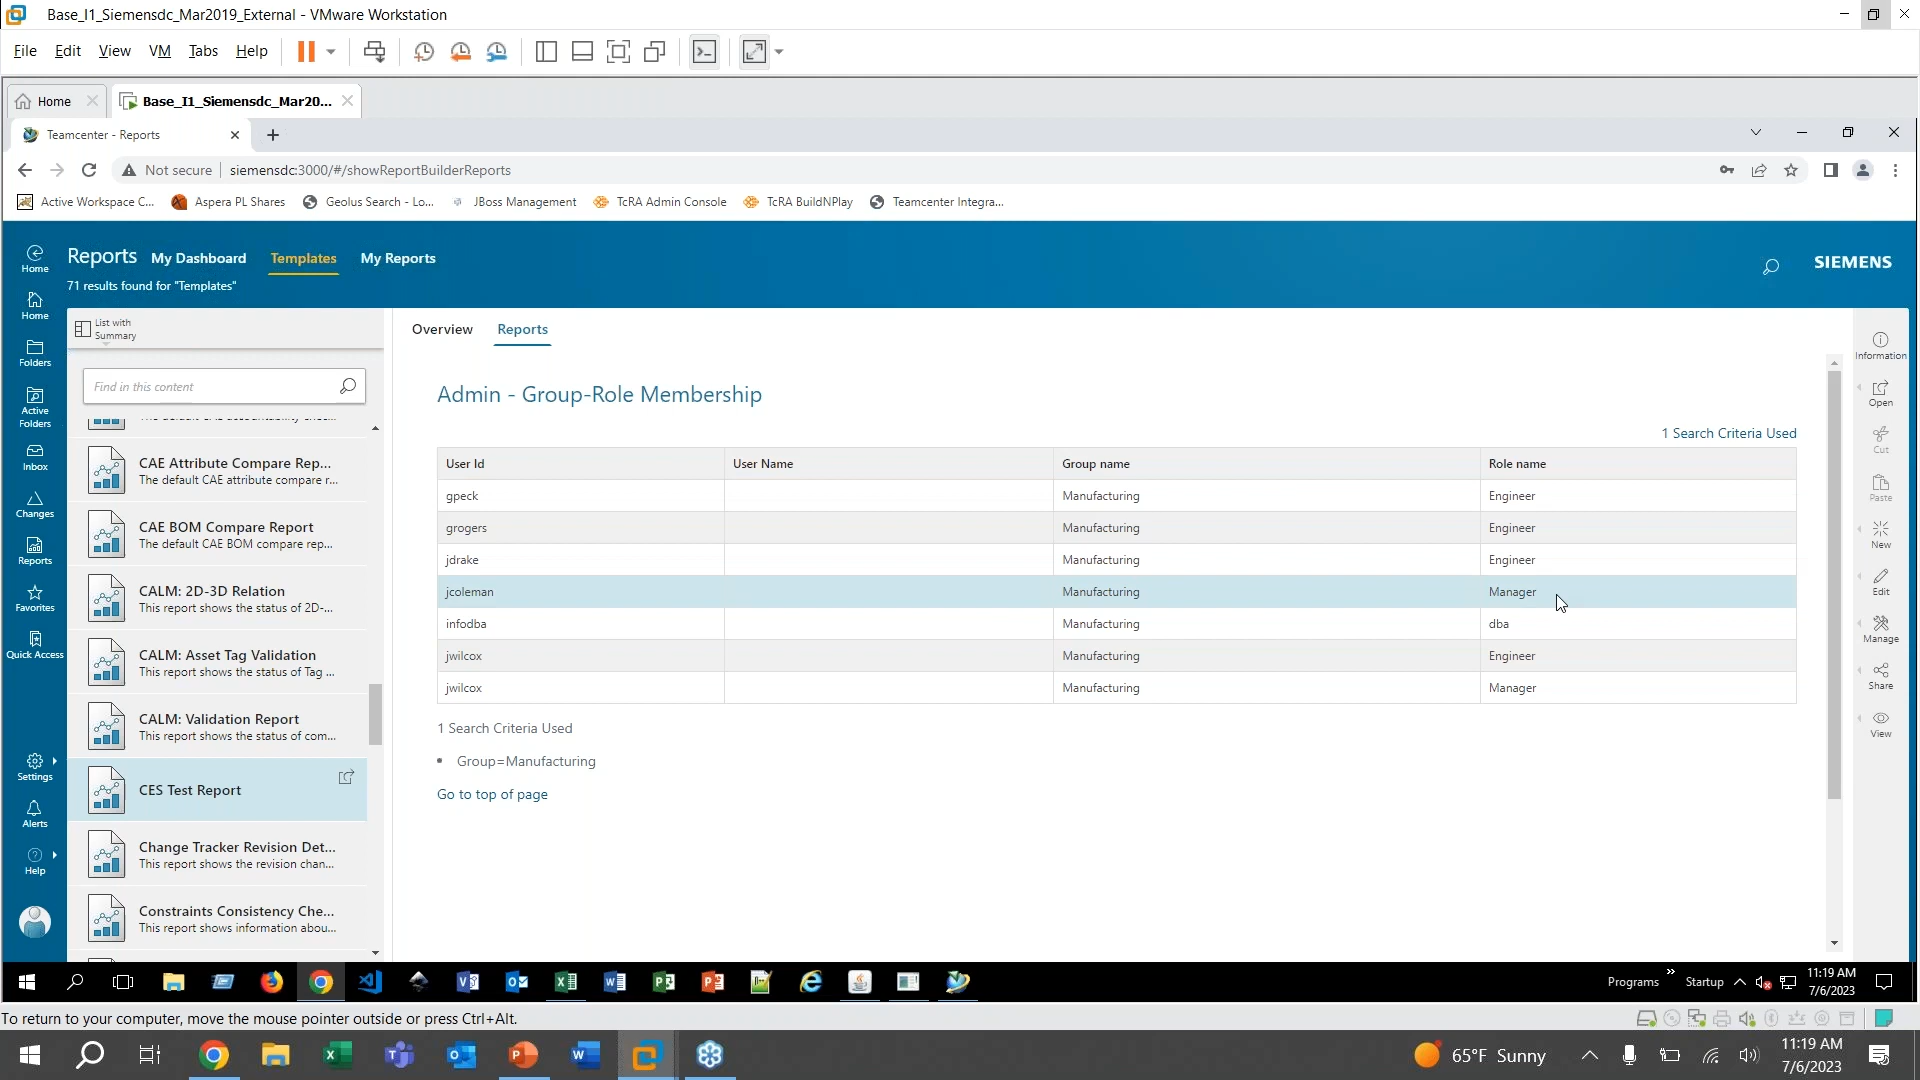 Base_I1_Siemensdc_Mar2019_External - VMware Workstation
File Edit View VM Tabs Help
Home
Base_I1_Siemensdc_Mar20...
Teamcenter - Reports
Not secure siemensdc:3000/#/showReportBuilderReports
Active Workspace C... Aspera PL Shares Geolus Search - Lo... JBoss Management TcRA Admin Console TcRA BuildNPlay Teamcenter Integra...
Home
Reports My Dashboard Templates My Reports
SIEMENS
71 results found for "Templates"
Home
Folders
Active
Folders
Inbox
Changes
Reports
Favorites
Quick Access
Settings
Alerts
Help
List with
Summary
Find in this content
CAE Attribute Compare Rep...
The default CAE attribute compare r...
CAE BOM Compare Report
The default CAE BOM compare rep...
CALM: 2D-3D Relation
This report shows the status of 2D-...
CALM: Asset Tag Validation
This report shows the status of Tag ...
CALM: Validation Report
This report shows the status of com...
CES Test Report
Change Tracker Revision Det...
This report shows the revision chan...
Constraints Consistency Che...
This report shows information abou...
Overview Reports
Admin - Group-Role Membership
1 Search Criteria Used
User Id User Name Group name Role name
gpeck Manufacturing Engineer
grogers Manufacturing Engineer
jdrake Manufacturing Engineer
jcoleman Manufacturing Manager
infodba Manufacturing dba
jwilcox Manufacturing Engineer
jwilcox Manufacturing Manager
1 Search Criteria Used
• Group=Manufacturing
Go to top of page
Information
Open
Cut
Paste
New
Edit
Manage
Share
View
Programs » Startup 11:19 AM
7/6/2023
To return to your computer, move the mouse pointer outside or press Ctrl+Alt.
65°F Sunny 11:19 AM
7/6/2023